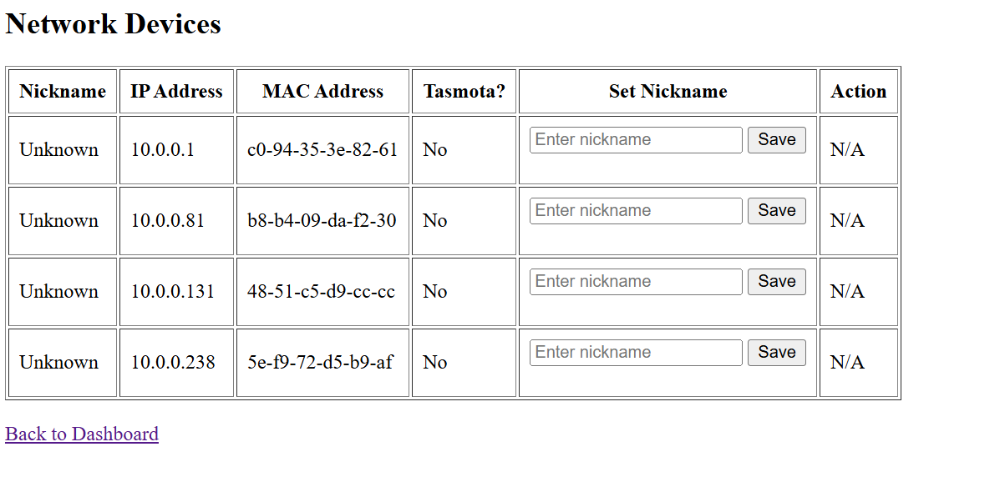 Network Devices
Nickname IP Address MAC Address Tasmota? Set Nickname Action
Unknown 10.0.0.1 c0-94-35-3e-82-61 No Enter nickname Save N/A
Unknown 10.0.0.81 b8-b4-09-da-f2-30 No Enter nickname Save N/A
Unknown 10.0.0.131 48-51-c5-d9-cc-cc No Enter nickname Save N/A
Unknown 10.0.0.238 5e-f9-72-d5-b9-af No Enter nickname Save N/A
Back to Dashboard